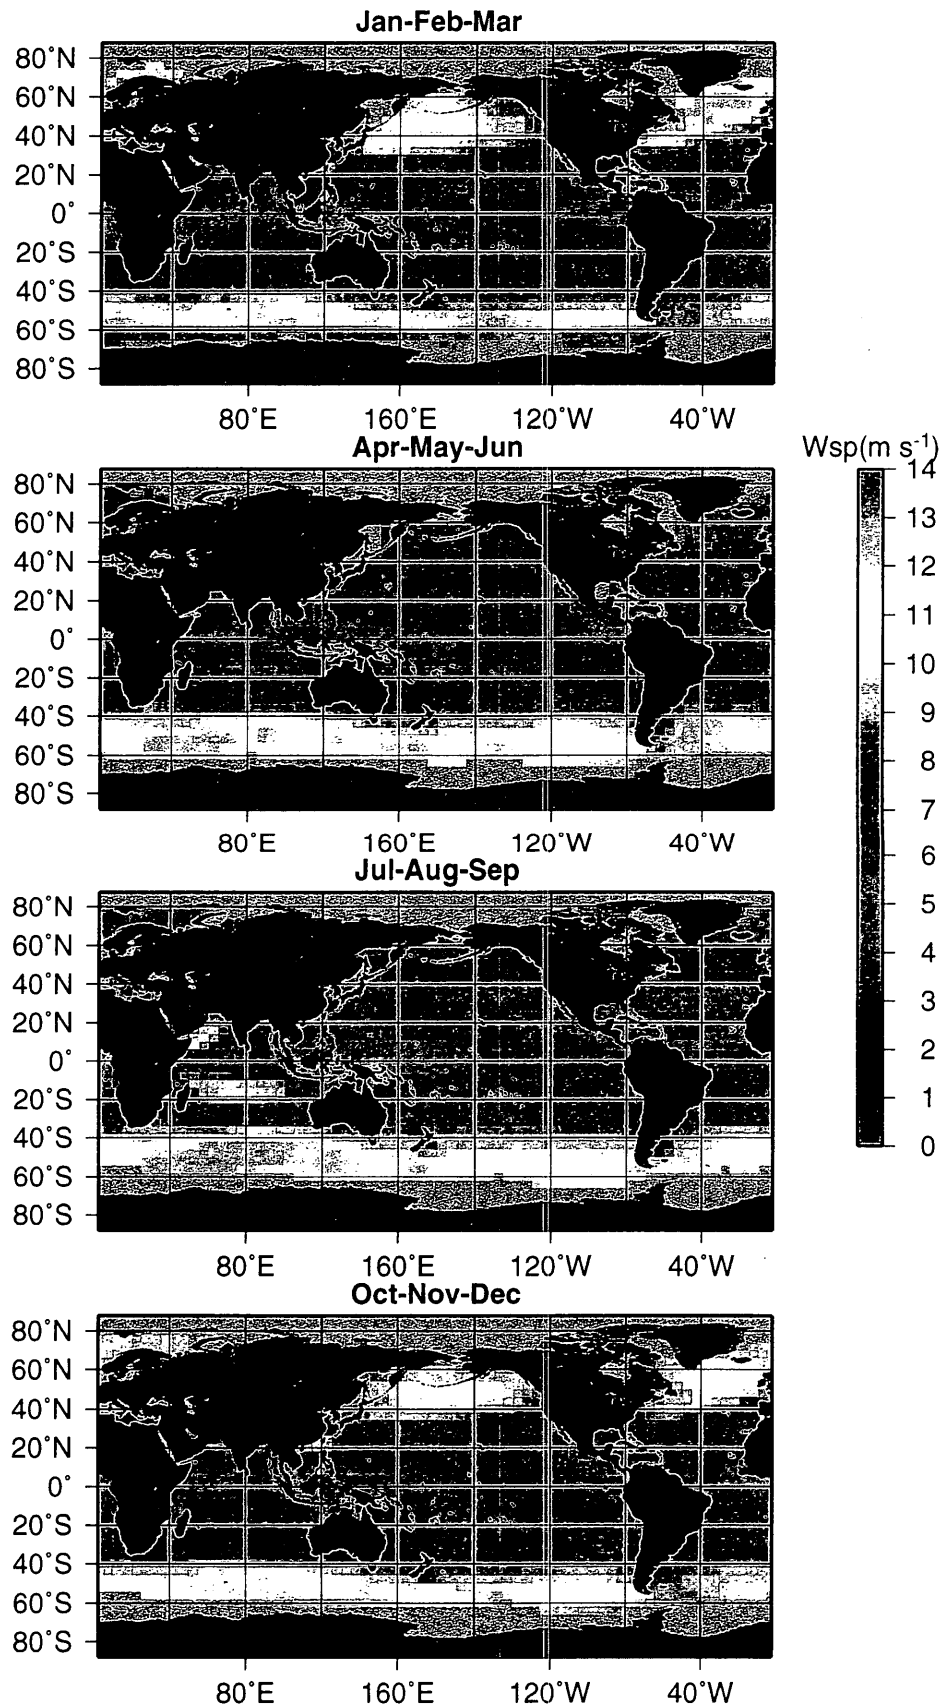 Jan-Feb-Mar
80˚N
60˚N
40˚N
20˚N
0˚
20˚S
40˚S
60˚S
80˚S
80˚E 160˚E 120˚W 40˚W
Apr-May-Jun
80˚N
60˚N
40˚N
20˚N
0˚
20˚S
40˚S
60˚S
80˚S
80˚E 160˚E 120˚W 40˚W
Wsp(m s⁻¹)
14
13
12
11
10
9
8
7
6
5
4
3
2
1
0
Jul-Aug-Sep
80˚N
60˚N
40˚N
20˚N
0˚
20˚S
40˚S
60˚S
80˚S
80˚E 160˚E 120˚W 40˚W
Oct-Nov-Dec
80˚N
60˚N
40˚N
20˚N
0˚
20˚S
40˚S
60˚S
80˚S
80˚E 160˚E 120˚W 40˚W